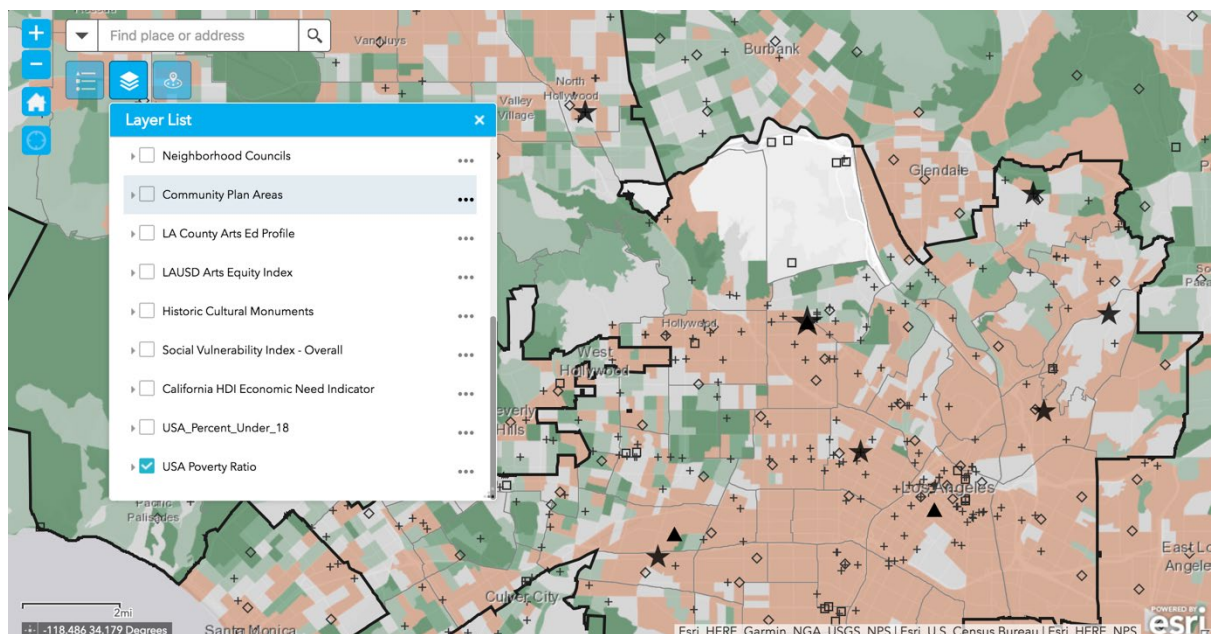 Find place or address
Van Nuys
Burbank
North
Hollywood
Valley
Village
Layer List
Neighborhood Councils
Community Plan Areas
LA County Arts Ed Profile
LAUSD Arts Equity Index
Historic Cultural Monuments
Social Vulnerability Index - Overall
California HDI Economic Need Indicator
USA_Percent_Under_18
USA Poverty Ratio
Glendale
Hollywood
West
Hollywood
everly
Hills
Los Angeles
Pacific
Palisades
Culver City
Santa Monica
East Lo
Angele
2mi
-118.486 34.179 Degrees
Esri, HERE, Garmin, NGA, USGS, NPS | Esri, U.S. Census Bureau | Esri, HERE, NPS
POWERED BY
esri